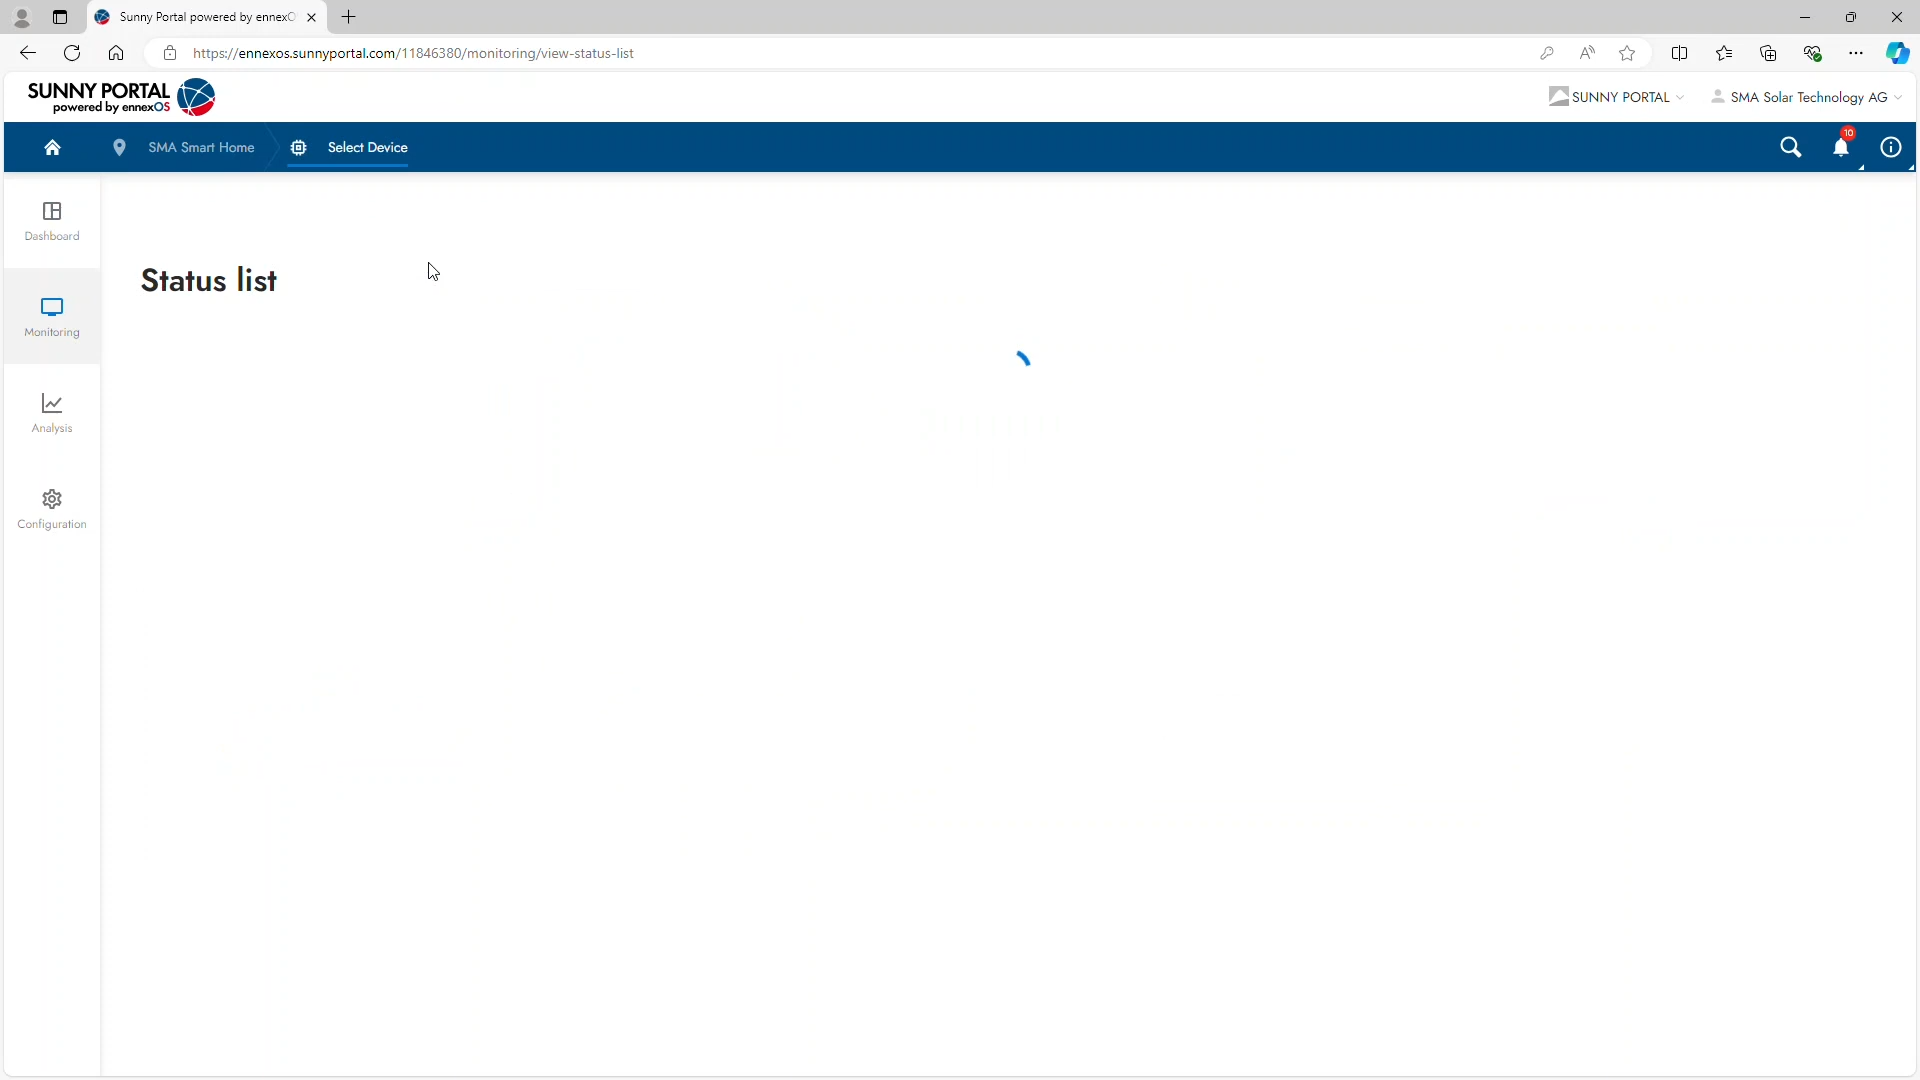 Sunny Portal powered by ennexO
https://ennexos.sunnyportal.com/11846380/monitoring/view-status-list
SUNNY PORTAL
powered by ennexOS
SUNNY PORTAL
SMA Solar Technology AG
SMA Smart Home
Select Device
10
Dashboard
Status list
Monitoring
Analysis
Configuration